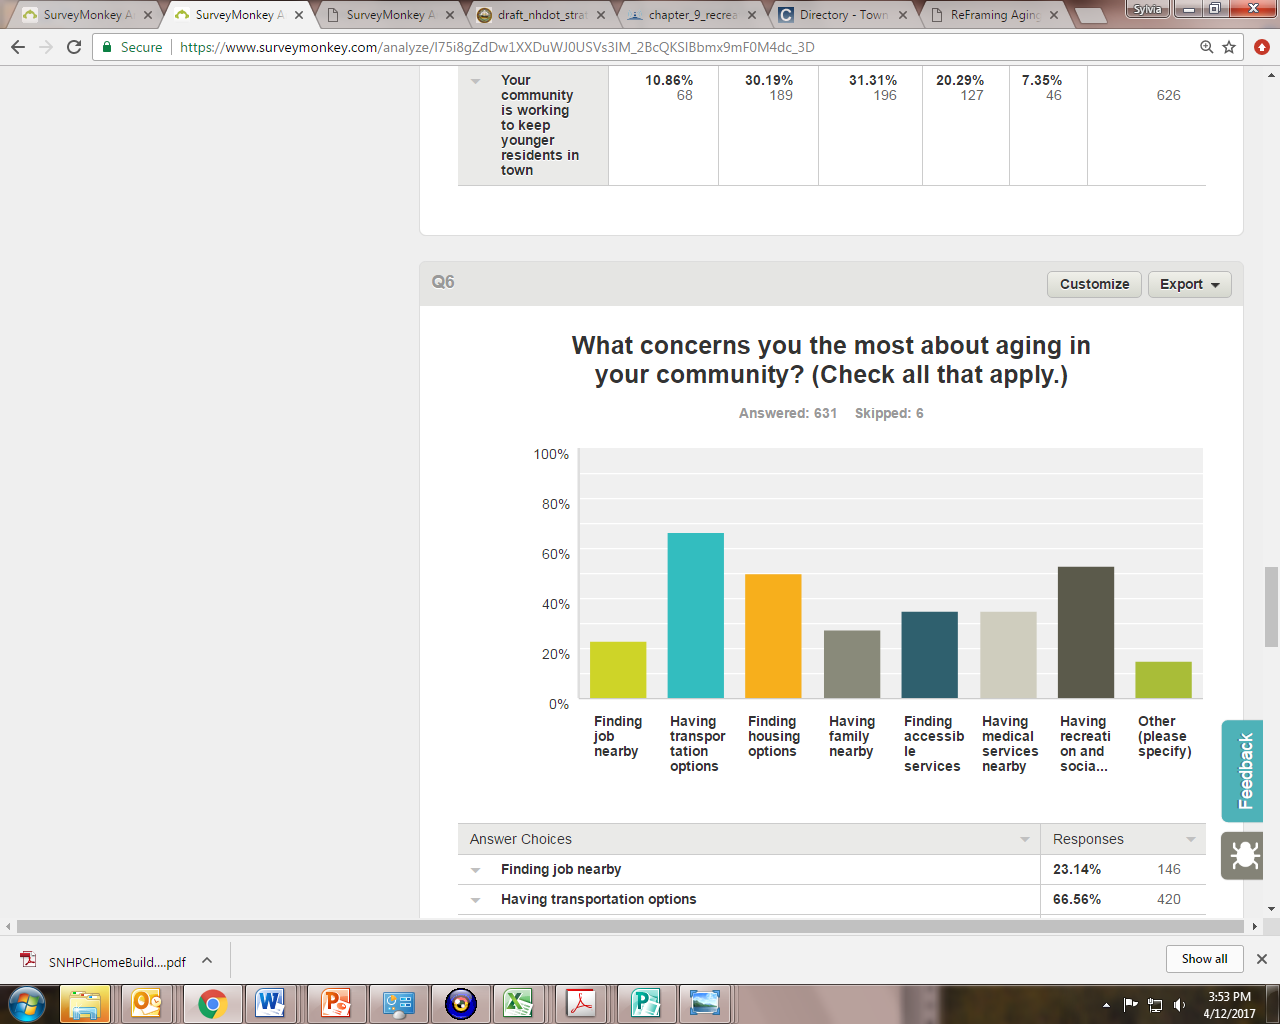 SurveyMonkey A
SurveyMonkey A
SurveyMonkey A
draft_nhdot_strat
chapter_9_recrea
Directory - Town
ReFraming Aging
Sylvia
Secure
https://www.surveymonkey.com/analyze/I75i8gZdDw1XXDuWJ0USVs3IM_2BcQKSIBbmx9mF0M4dc_3D
Your
community
is working
to keep
younger
residents in
town
10.86%
68
30.19%
189
31.31%
196
20.29%
127
7.35%
46
626
Q6
Customize
Export
What concerns you the most about aging in
your community? (Check all that apply.)
Answered: 631 Skipped: 6
100%
80%
60%
40%
20%
0%
Finding
job
nearby
Having
transpor
tation
options
Finding
housing
options
Having
family
nearby
Finding
accessib
le
services
Having
medical
services
nearby
Having
recreati
on and
socia...
Other
(please
specify)
Feedback
Answer Choices Responses
Finding job nearby 23.14% 146
Having transportation options 66.56% 420
SNHPCHomeBuild....pdf
Show all
3:53 PM
4/12/2017